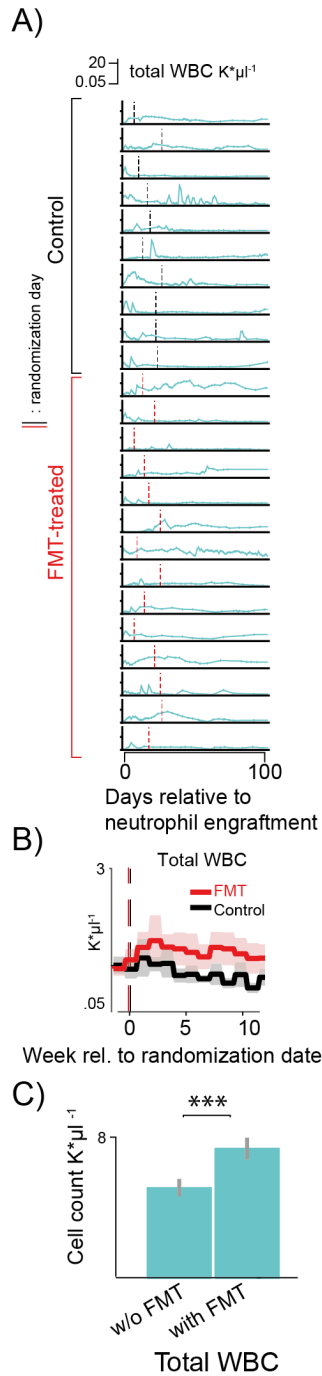 A)
20
0.05
total WBC K*µl-1
Control
|| : randomization day
FMT-treated
0
100
Days relative to
neutrophil engraftment
B)
Total WBC
3
K*µl-1
.05
FMT
Control
0
5
10
Week rel. to randomization date
C)
***
8
Cell count K*µl -1
w/o FMT
with FMT
Total WBC